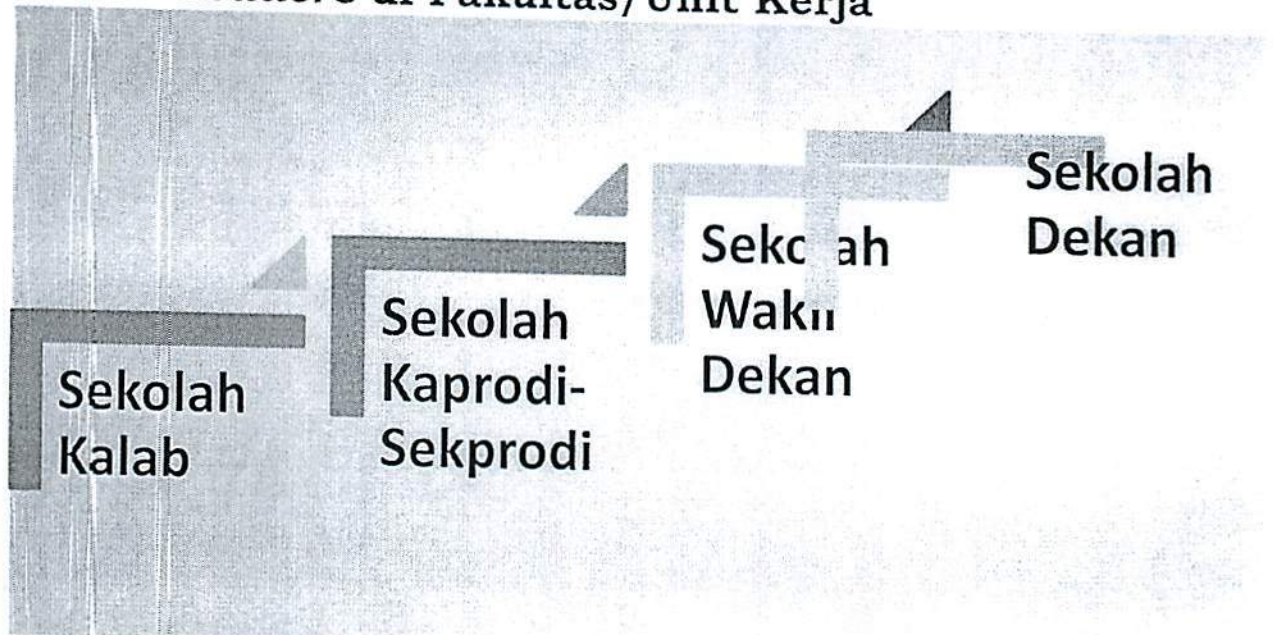 di Fakultas/Unit Kerja
Sekolah
Kalab
Sekolah
Kaprodi-
Sekprodi
Dekan
Sekolah
Dekan